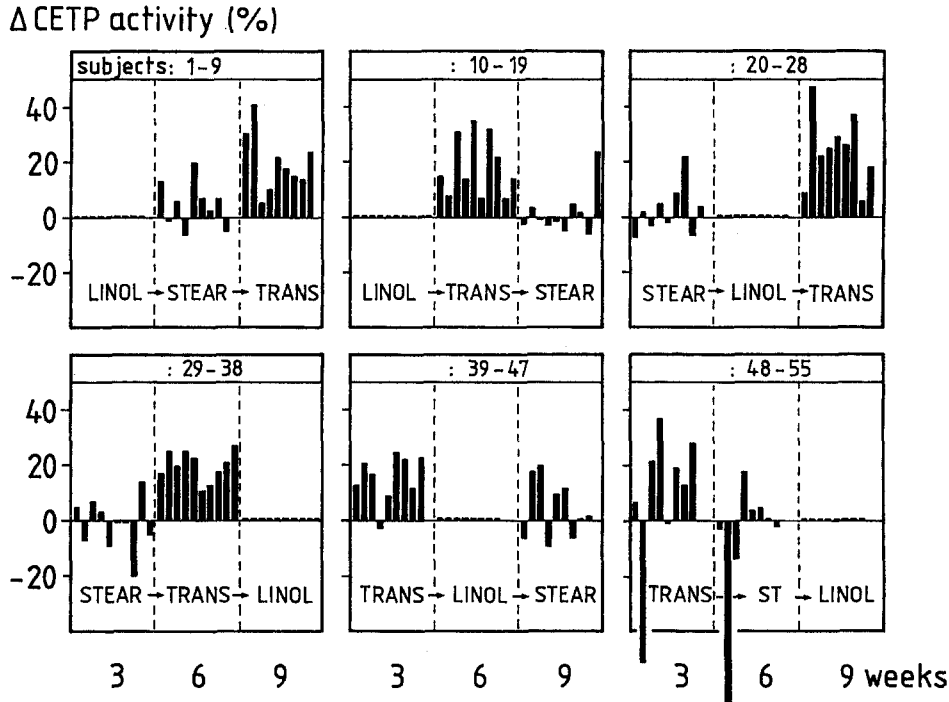 Δ CETP activity (%)
subjects: 1-9
: 10-19
: 20-28
40
20
0
-20
LINOL → STEAR → TRANS
LINOL → TRANS → STEAR
STEAR → LINOL → TRANS
: 29-38
: 39-47
: 48-55
40
20
0
-20
STEAR → TRANS → LINOL
TRANS → LINOL → STEAR
TRANS → ST → LINOL
3 6 9
3 6 9
3 6 9 weeks